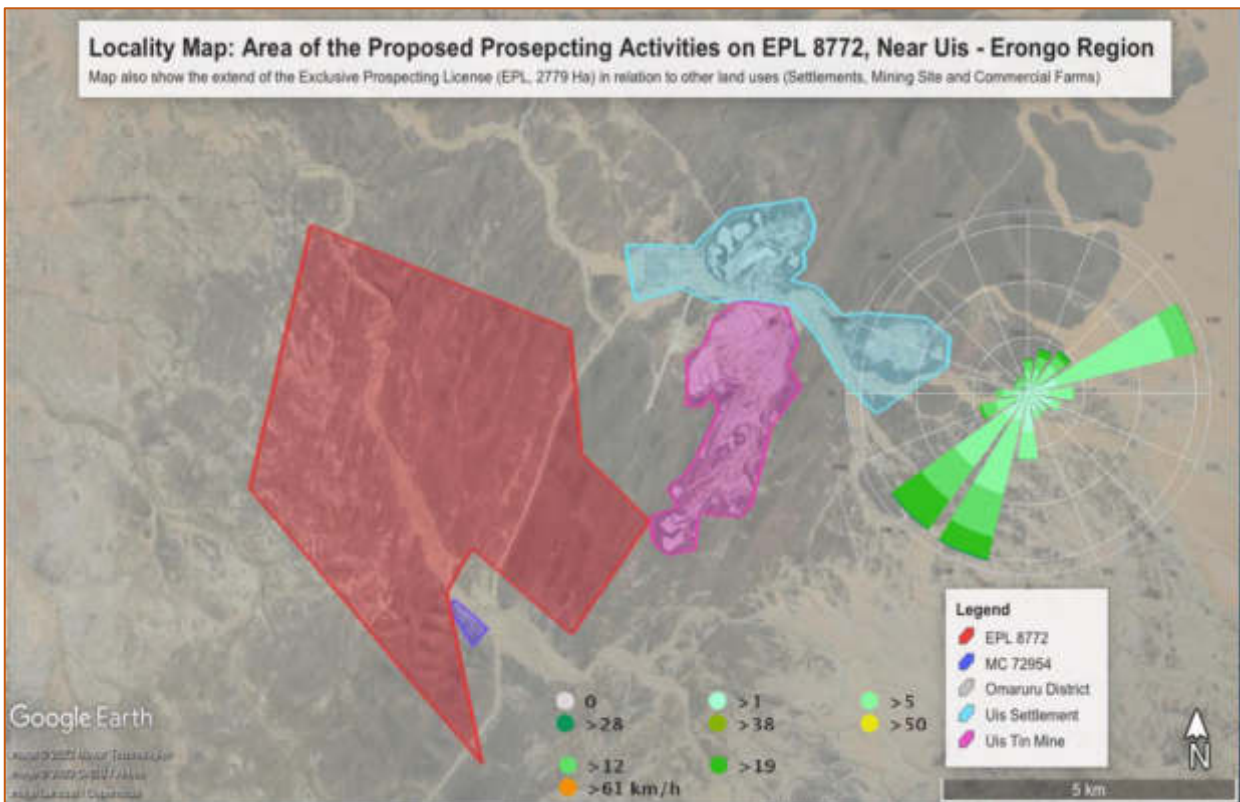 Locality Map: Area of the Proposed Prosepcting Activities on EPL 8772, Near Uis - Erongo Region
Map also show the extend of the Exclusive Prospecting License (EPL, 2779 Ha) in relation to other land uses (Settlements, Mining Site and Commercial Farms)
Legend
EPL 8772
MC 72954
Omaruru District
Uis Settlement
Uis Tin Mine
0 >1 >5
>28 >38 >50
>12 >19
>61 km/h
Google Earth
N
5 km